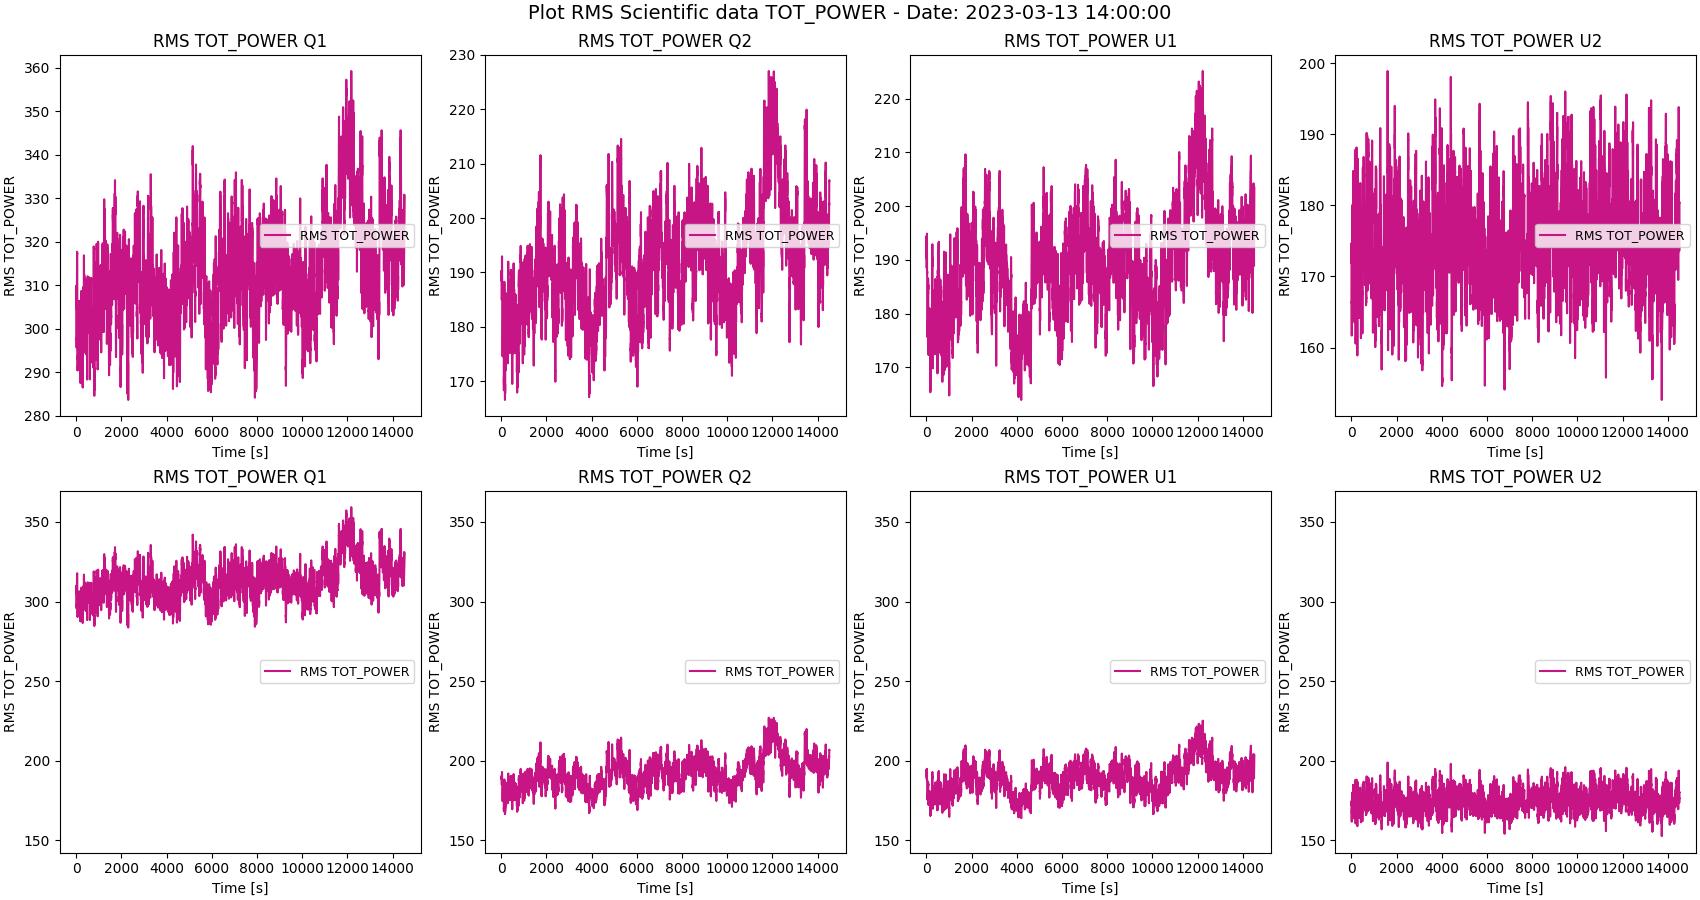 Plot RMS Scientific data TOT_POWER - Date: 2023-03-13 14:00:00
RMS TOT_POWER Q1
RMS TOT_POWER
360
350
340
330
320
310
300
290
280
RMS TOT_POWER
0 2000 4000 6000 8000 10000 12000 14000
Time [s]
RMS TOT_POWER Q2
RMS TOT_POWER
230
220
210
200
190
180
170
RMS TOT_POWER
0 2000 4000 6000 8000 10000 12000 14000
Time [s]
RMS TOT_POWER U1
RMS TOT_POWER
220
210
200
190
180
170
RMS TOT_POWER
0 2000 4000 6000 8000 10000 12000 14000
Time [s]
RMS TOT_POWER U2
RMS TOT_POWER
200
190
180
170
160
RMS TOT_POWER
0 2000 4000 6000 8000 10000 12000 14000
Time [s]
RMS TOT_POWER Q1
RMS TOT_POWER
350
300
250
200
150
RMS TOT_POWER
0 2000 4000 6000 8000 10000 12000 14000
Time [s]
RMS TOT_POWER Q2
RMS TOT_POWER
350
300
250
200
150
RMS TOT_POWER
0 2000 4000 6000 8000 10000 12000 14000
Time [s]
RMS TOT_POWER U1
RMS TOT_POWER
350
300
250
200
150
RMS TOT_POWER
0 2000 4000 6000 8000 10000 12000 14000
Time [s]
RMS TOT_POWER U2
RMS TOT_POWER
350
300
250
200
150
RMS TOT_POWER
0 2000 4000 6000 8000 10000 12000 14000
Time [s]